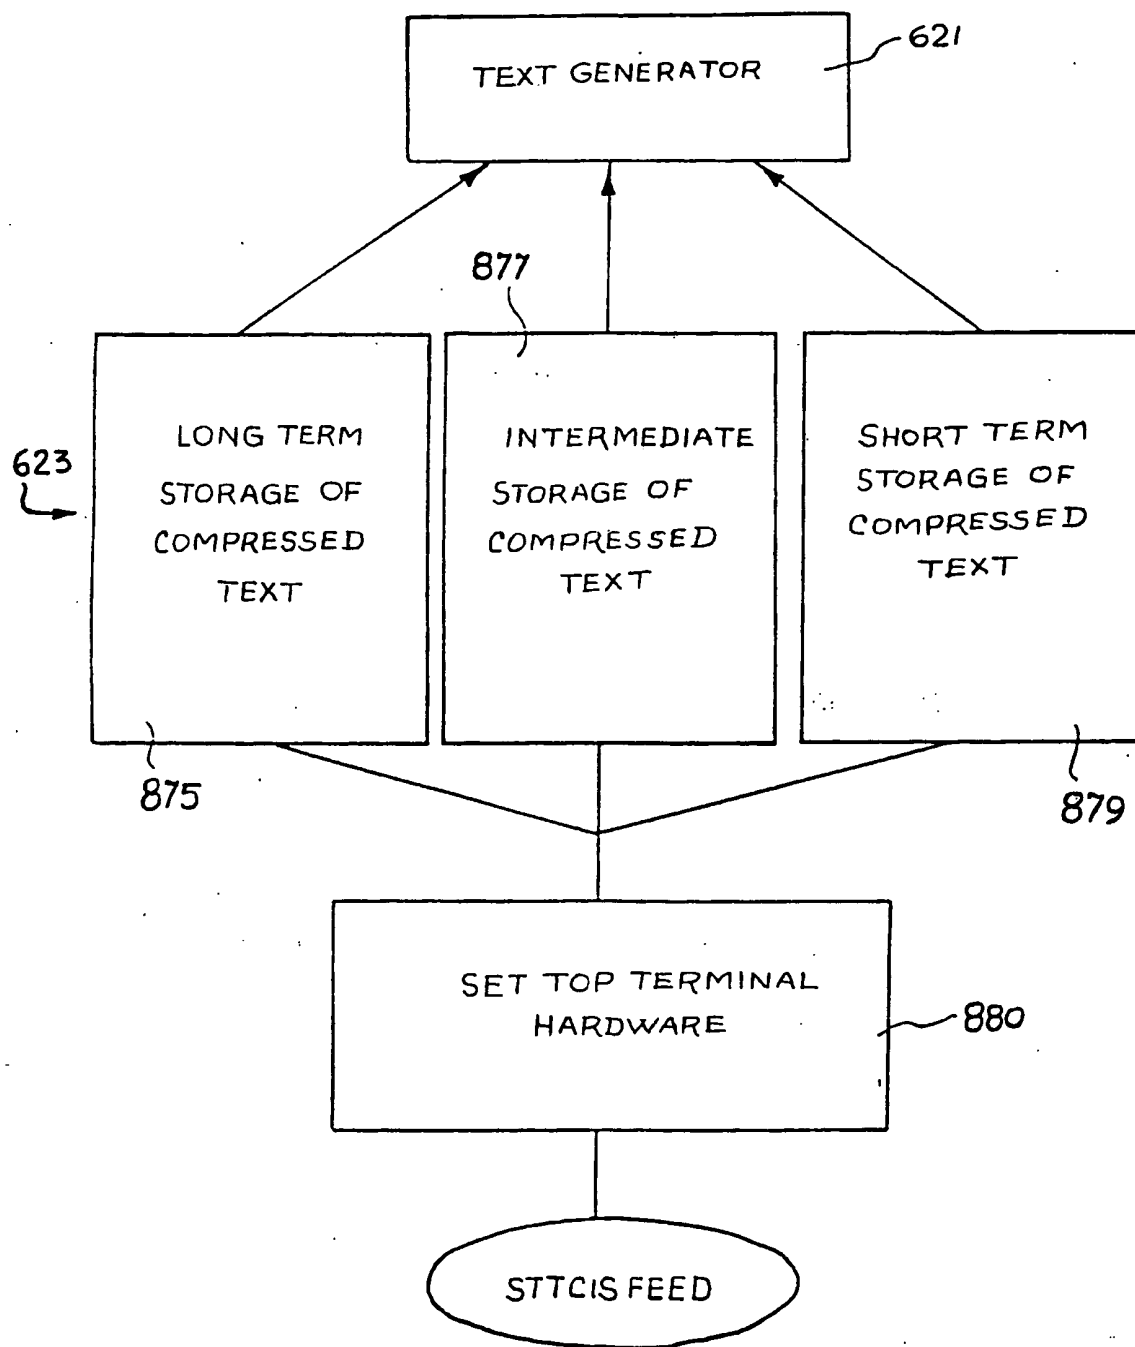 TEXT GENERATOR
621
877
623
LONG TERM
STORAGE OF
COMPRESSED
TEXT
INTERMEDIATE
STORAGE OF
COMPRESSED
TEXT
SHORT TERM
STORAGE OF
COMPRESSED
TEXT
875
879
SET TOP TERMINAL
HARDWARE
880
STTCIS FEED